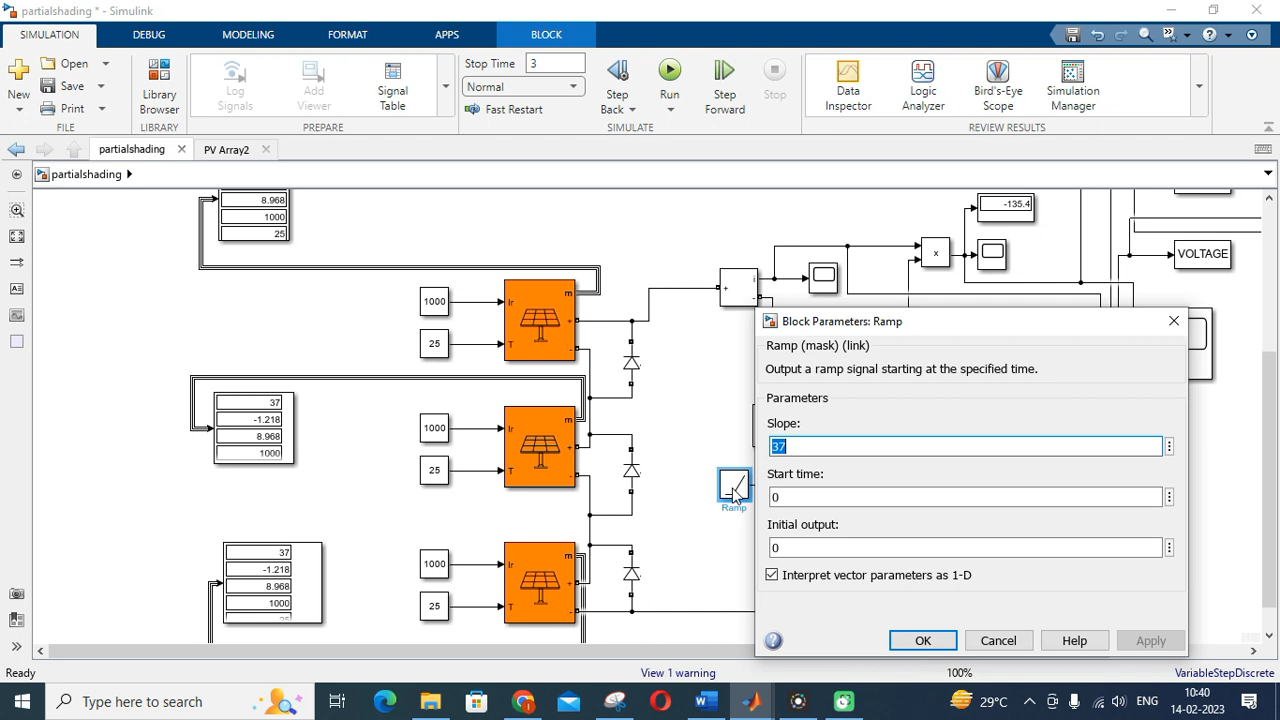 partialshading * - Simulink
SIMULATION DEBUG MODELING FORMAT APPS BLOCK
New Open Save Print
FILE
Library Browser
LIBRARY
Log Signals
Add Viewer
Signal Table
PREPARE
Stop Time 3
Normal
Fast Restart
Step Back
Run
Step Forward
Stop
SIMULATE
Data Inspector
Logic Analyzer
Bird's-Eye Scope
Simulation Manager
REVIEW RESULTS
partialshading PV Array2
partialshading
8.968
1000
25
1000 Ir m
+
25 T -
37
-1.218
8.968
1000
1000 Ir m
+
25 T -
37
-1.218
8.968
1000
25
1000 Ir m
+
25 T -
i
+
-
x
-135.4
VOLTAGE
Ramp
Block Parameters: Ramp
Ramp (mask) (link)
Output a ramp signal starting at the specified time.
Parameters
Slope:
37
Start time:
0
Initial output:
0
Interpret vector parameters as 1-D
OK Cancel Help Apply
Ready View 1 warning 100% VariableStepDiscrete
Type here to search
29°C ENG 10:40
14-02-2023